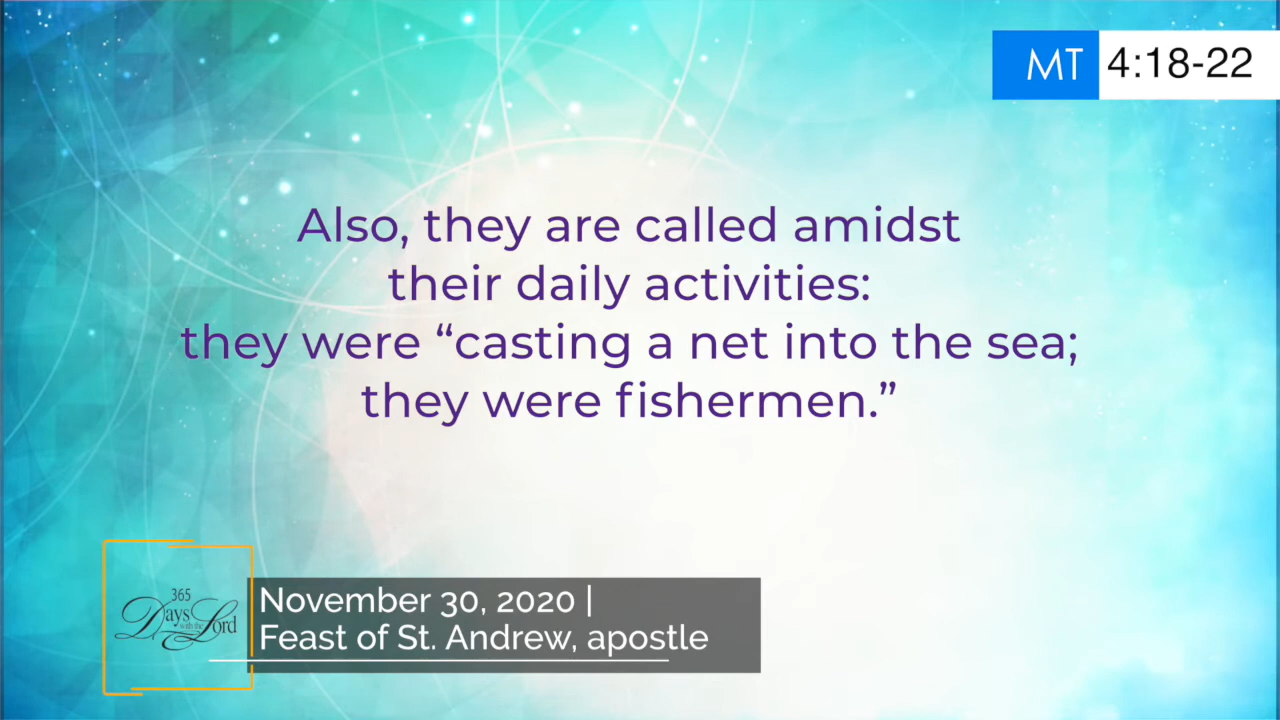 MT 4:18-22
Also, they are called amidst
their daily activities:
they were “casting a net into the sea;
they were fishermen.”
365
Days with the Lord
November 30, 2020 |
Feast of St. Andrew, apostle